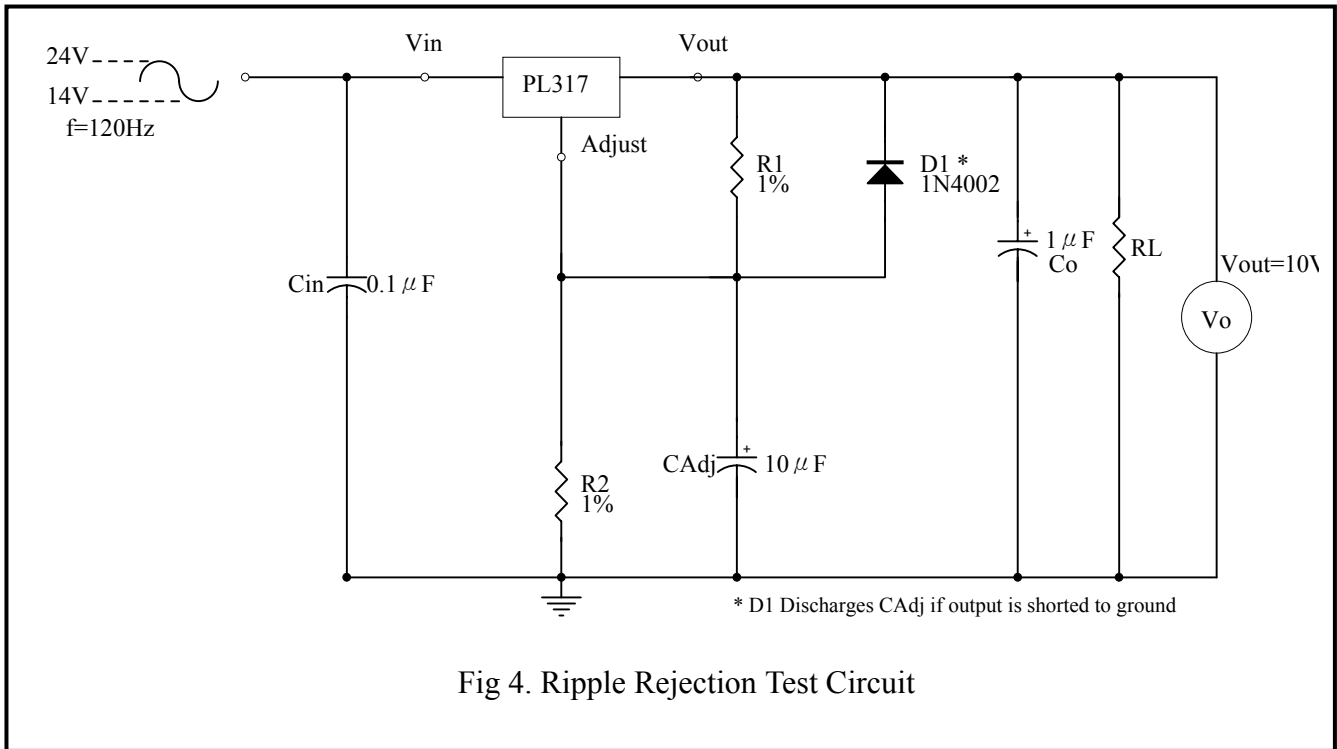 Vin
Vout
24V
14V
f=120Hz
PL317
Adjust
R1
1%
D1 *
1N4002
1μF
Co
RL
Vout=10V
Vo
Cin
0.1μF
R2
1%
CAdj
10μF
* D1 Discharges CAdj if output is shorted to ground
Fig 4. Ripple Rejection Test Circuit